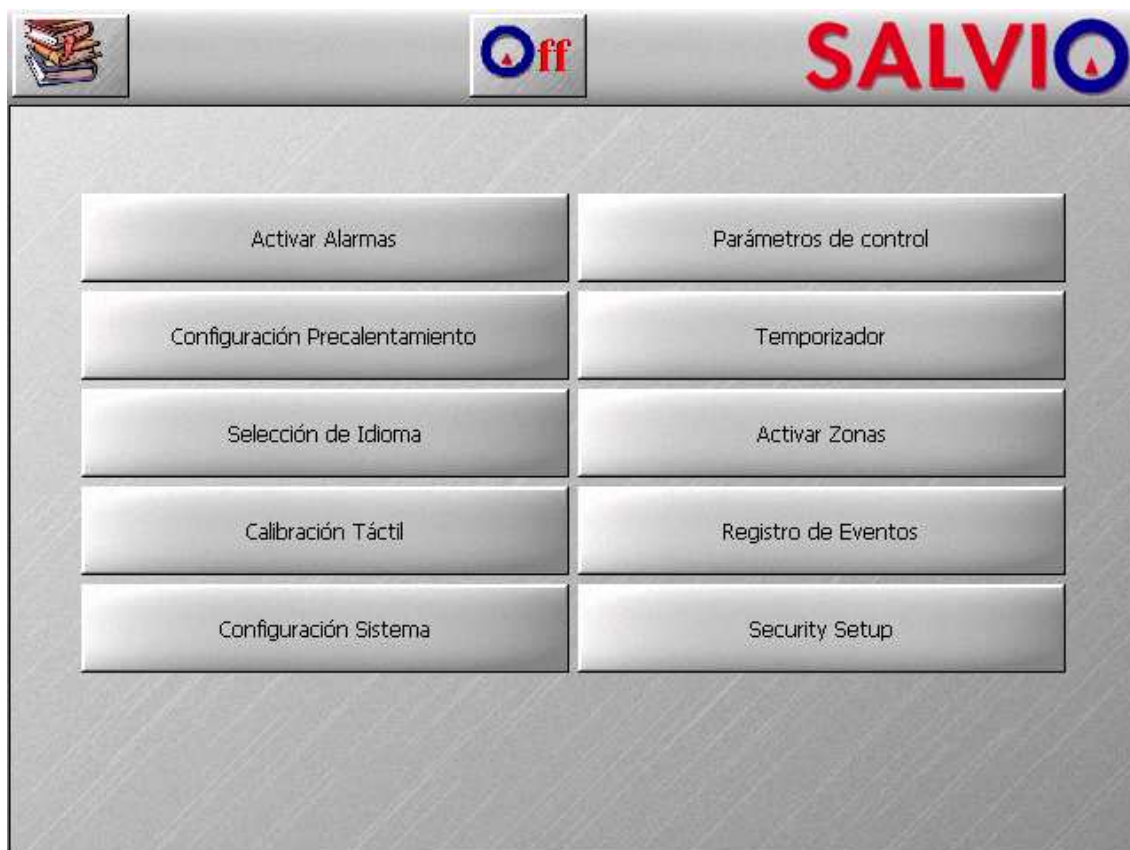 Off
SALVIO
Activar Alarmas
Parámetros de control
Configuración Precalentamiento
Temporizador
Selección de Idioma
Activar Zonas
Calibración Táctil
Registro de Eventos
Configuración Sistema
Security Setup